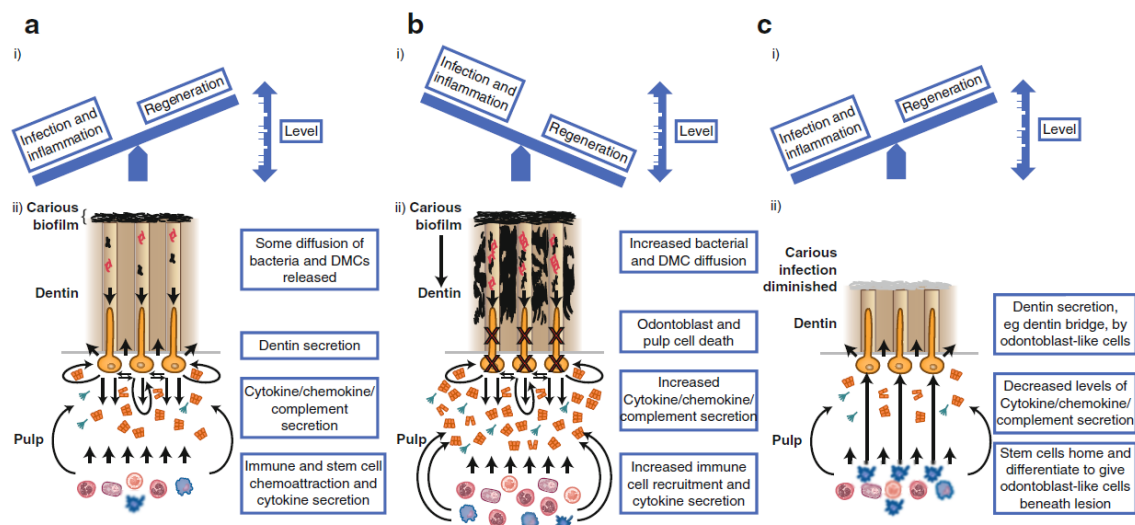 a
i)
Infection and
inflammation
Regeneration
Level
ii) Carious
biofilm
Dentin
Pulp
Some diffusion of
bacteria and DMCs
released
Dentin secretion
Cytokine/chemokine/
complement
secretion
Immune and stem cell
chemoattraction and
cytokine secretion
b
i)
Infection and
inflammation
Regeneration
Level
ii) Carious
biofilm
Dentin
Pulp
Increased bacterial
and DMC diffusion
Odontoblast and
pulp cell death
Increased
Cytokine/chemokine/
complement secretion
Increased immune
cell recruitment and
cytokine secretion
c
i)
Infection and
inflammation
Regeneration
Level
ii)
Carious
infection
diminished
Dentin
Pulp
Dentin secretion,
eg dentin bridge, by
odontoblast-like cells
Decreased levels of
Cytokine/chemokine/
complement secretion
Stem cells home and
differentiate to give
odontoblast-like cells
beneath lesion